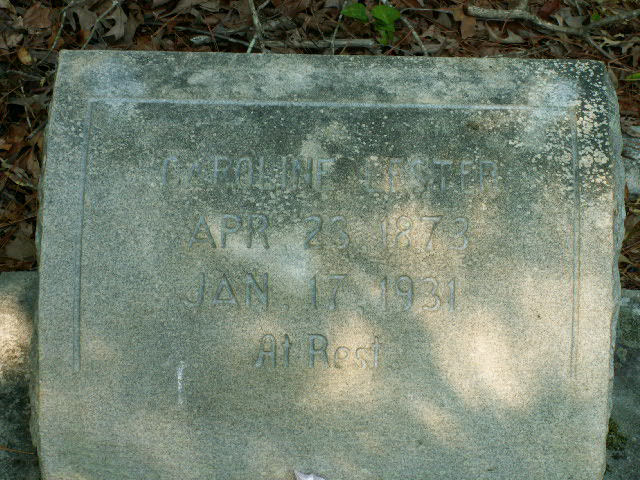 CAROLINE LESTER
APR 23 1873
JAN. 17, 1931
At Rest